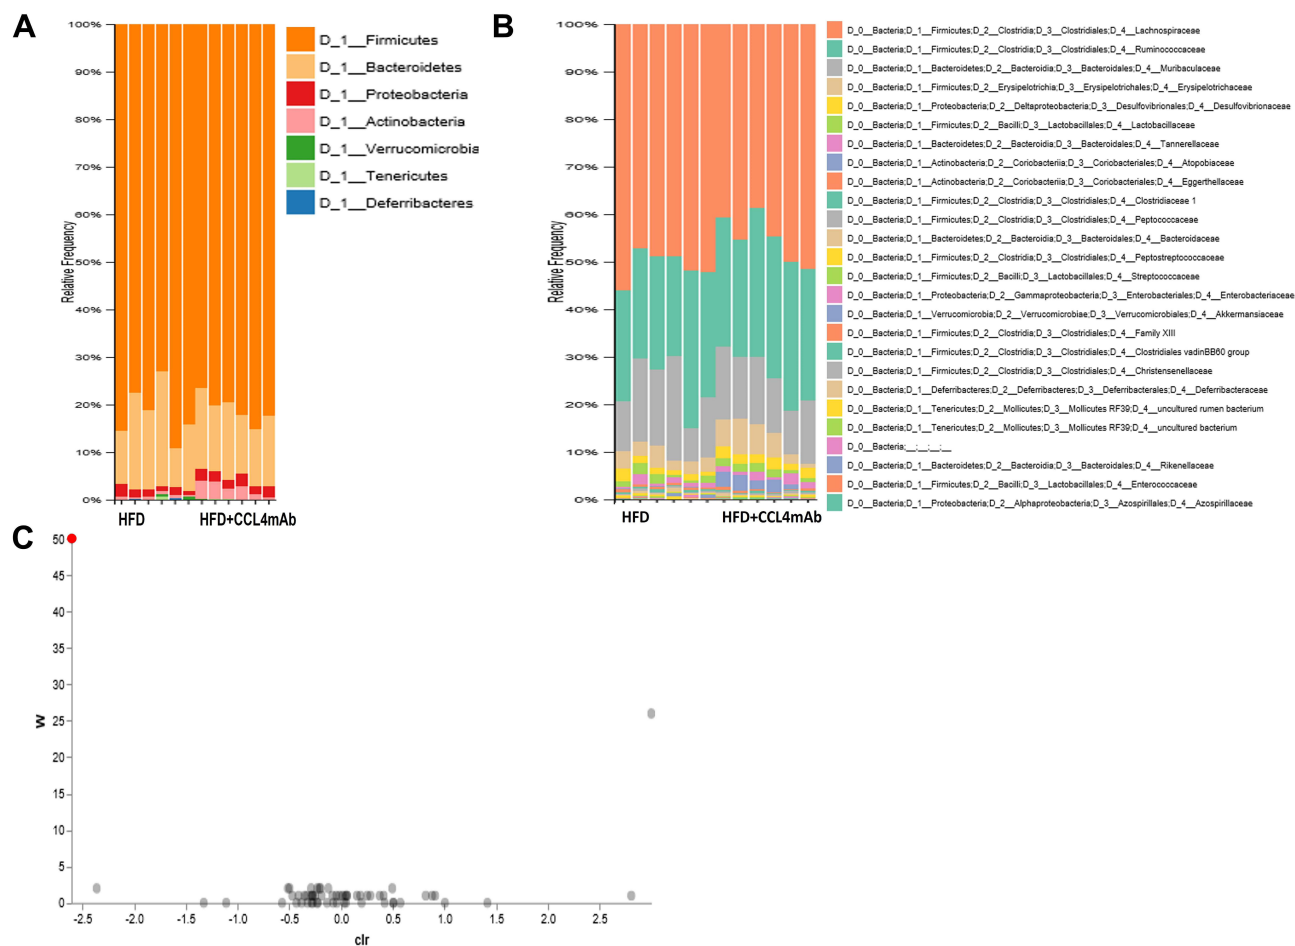 A
100%
90%
80%
70%
60%
50%
40%
30%
20%
10%
0%
Relative Frequency
HFD
HFD+CCL4mAb
D_1__Firmicutes
D_1__Bacteroidetes
D_1__Proteobacteria
D_1__Actinobacteria
D_1__Verrucomicrobia
D_1__Tenericutes
D_1__Deferribacteres
B
100%
90%
80%
70%
60%
50%
40%
30%
20%
10%
0%
Relative Frequency
HFD
HFD+CCL4mAb
D_0__Bacteria;D_1__Firmicutes;D_2__Clostridia;D_3__Clostridiales;D_4__Lachnospiraceae
D_0__Bacteria;D_1__Firmicutes;D_2__Clostridia;D_3__Clostridiales;D_4__Ruminococcaceae
D_0__Bacteria;D_1__Bacteroidetes;D_2__Bacteroidia;D_3__Bacteroidales;D_4__Muribaculaceae
D_0__Bacteria;D_1__Firmicutes;D_2__Erysipelotrichia;D_3__Erysipelotrichales;D_4__Erysipelotrichaceae
D_0__Bacteria;D_1__Proteobacteria;D_2__Deltaproteobacteria;D_3__Desulfovibrionales;D_4__Desulfovibrionaceae
D_0__Bacteria;D_1__Firmicutes;D_2__Bacilli;D_3__Lactobacillales;D_4__Lactobacillaceae
D_0__Bacteria;D_1__Bacteroidetes;D_2__Bacteroidia;D_3__Bacteroidales;D_4__Tannerellaceae
D_0__Bacteria;D_1__Actinobacteria;D_2__Coriobacteriia;D_3__Coriobacteriales;D_4__Atopobiaceae
D_0__Bacteria;D_1__Actinobacteria;D_2__Coriobacteriia;D_3__Coriobacteriales;D_4__Eggerthellaceae
D_0__Bacteria;D_1__Firmicutes;D_2__Clostridia;D_3__Clostridiales;D_4__Clostridiaceae 1
D_0__Bacteria;D_1__Firmicutes;D_2__Clostridia;D_3__Clostridiales;D_4__Peptococcaceae
D_0__Bacteria;D_1__Bacteroidetes;D_2__Bacteroidia;D_3__Bacteroidales;D_4__Bacteroidaceae
D_0__Bacteria;D_1__Firmicutes;D_2__Clostridia;D_3__Clostridiales;D_4__Peptostreptococcaceae
D_0__Bacteria;D_1__Firmicutes;D_2__Bacilli;D_3__Lactobacillales;D_4__Streptococcaceae
D_0__Bacteria;D_1__Proteobacteria;D_2__Gammaproteobacteria;D_3__Enterobacteriales;D_4__Enterobacteriaceae
D_0__Bacteria;D_1__Verrucomicrobia;D_2__Verrucomicrobiae;D_3__Verrucomicrobiales;D_4__Akkermansiaceae
D_0__Bacteria;D_1__Firmicutes;D_2__Clostridia;D_3__Clostridiales;D_4__Family XIII
D_0__Bacteria;D_1__Firmicutes;D_2__Clostridia;D_3__Clostridiales;D_4__Clostridiales vadinBB60 group
D_0__Bacteria;D_1__Firmicutes;D_2__Clostridia;D_3__Clostridiales;D_4__Christensenellaceae
D_0__Bacteria;D_1__Deferribacteres;D_2__Deferribacteres;D_3__Deferribacterales;D_4__Deferribacteraceae
D_0__Bacteria;D_1__Tenericutes;D_2__Mollicutes;D_3__Mollicutes RF39;D_4__uncultured rumen bacterium
D_0__Bacteria;D_1__Tenericutes;D_2__Mollicutes;D_3__Mollicutes RF39;D_4__uncultured bacterium
D_0__Bacteria;__;__;__;__
D_0__Bacteria;D_1__Bacteroidetes;D_2__Bacteroidia;D_3__Bacteroidales;D_4__Rikenellaceae
D_0__Bacteria;D_1__Firmicutes;D_2__Bacilli;D_3__Lactobacillales;D_4__Enterococcaceae
D_0__Bacteria;D_1__Proteobacteria;D_2__Alphaproteobacteria;D_3__Azospirillales;D_4__Azospirillaceae
C
50
45
40
35
30
25
20
15
10
5
0
W
-2.5
-2.0
-1.5
-1.0
-0.5
0.0
0.5
1.0
1.5
2.0
2.5
clr